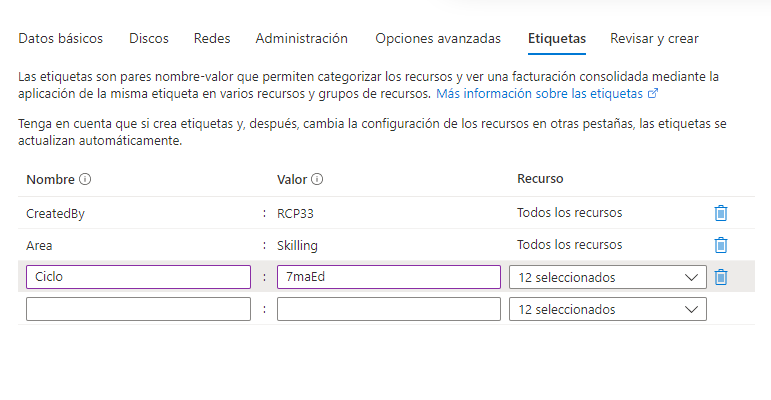 Datos básicos Discos Redes Administración Opciones avanzadas Etiquetas Revisar y crear
Las etiquetas son pares nombre-valor que permiten categorizar los recursos y ver una facturación consolidada mediante la
aplicación de la misma etiqueta en varios recursos y grupos de recursos. Más información sobre las etiquetas
Tenga en cuenta que si crea etiquetas y, después, cambia la configuración de los recursos en otras pestañas, las etiquetas se
actualizan automáticamente.
Nombre Valor Recurso
CreatedBy : RCP33 Todos los recursos
Area : Skilling Todos los recursos
Ciclo : 7maEd 12 seleccionados
: 12 seleccionados